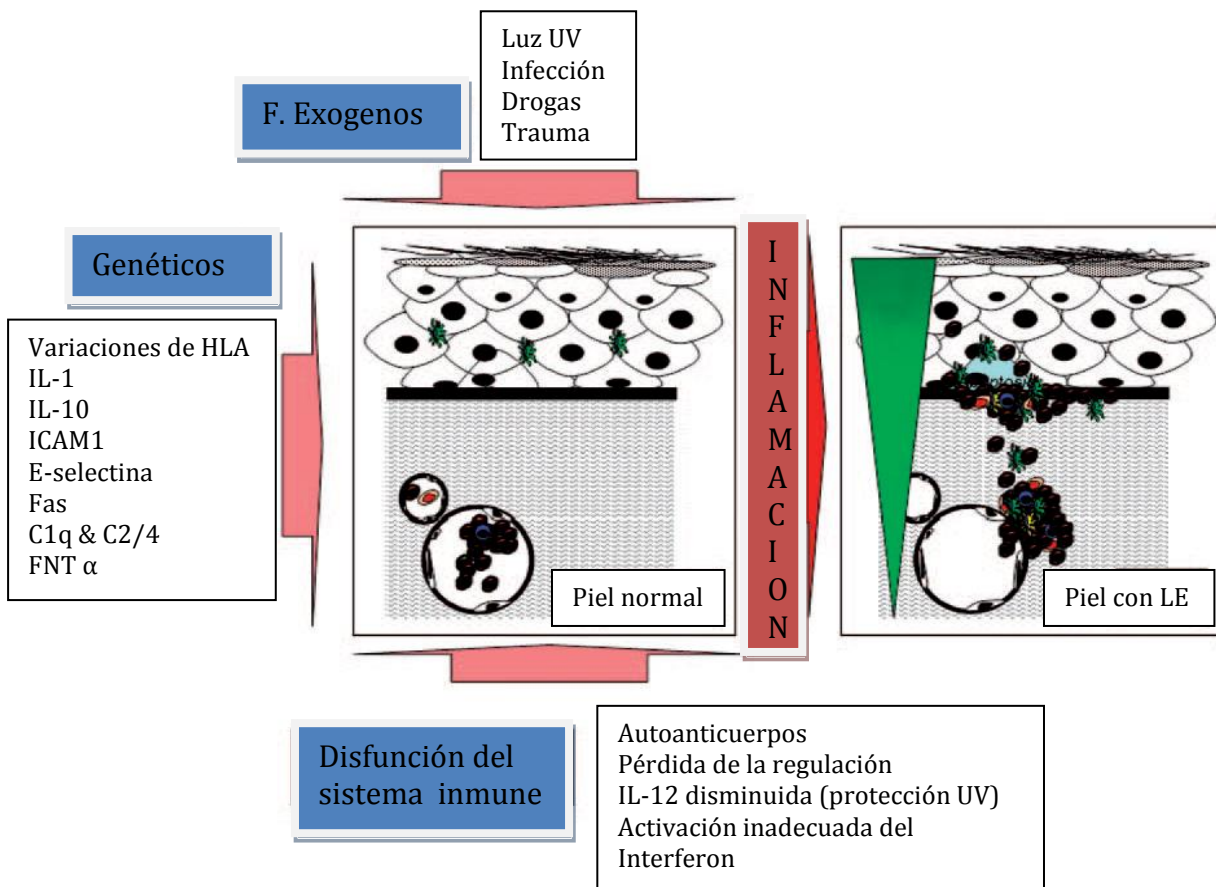 Luz UV
Infección
Drogas
Trauma
F. Exogenos
Genéticos
Variaciones de HLA
IL-1
IL-10
ICAM1
E-selectina
Fas
C1q & C2/4
FNT α
Piel normal
I
N
F
L
A
M
A
C
I
O
N
Piel con LE
Disfunción del
sistema inmune
Autoanticuerpos
Pérdida de la regulación
IL-12 disminuida (protección UV)
Activación inadecuada del
Interferon